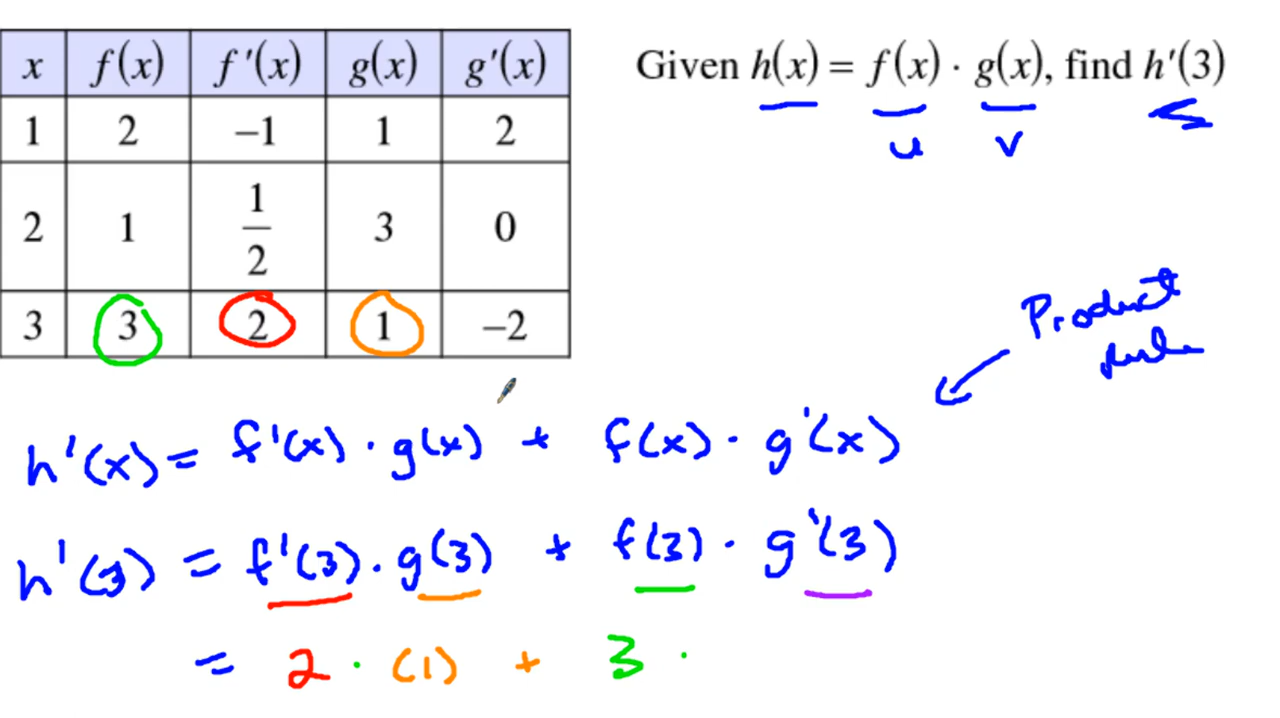 x f(x) f'(x) g(x) g'(x)
1 2 −1 1 2
2 1 1/2 3 0
3 3 2 1 −2
Given h(x) = f(x) · g(x), find h'(3)
u v
Product
rule
h'(x) = f'(x) · g(x) + f(x) · g'(x)
h'(3) = f'(3) · g(3) + f(3) · g'(3)
= 2 · (1) + 3 ·